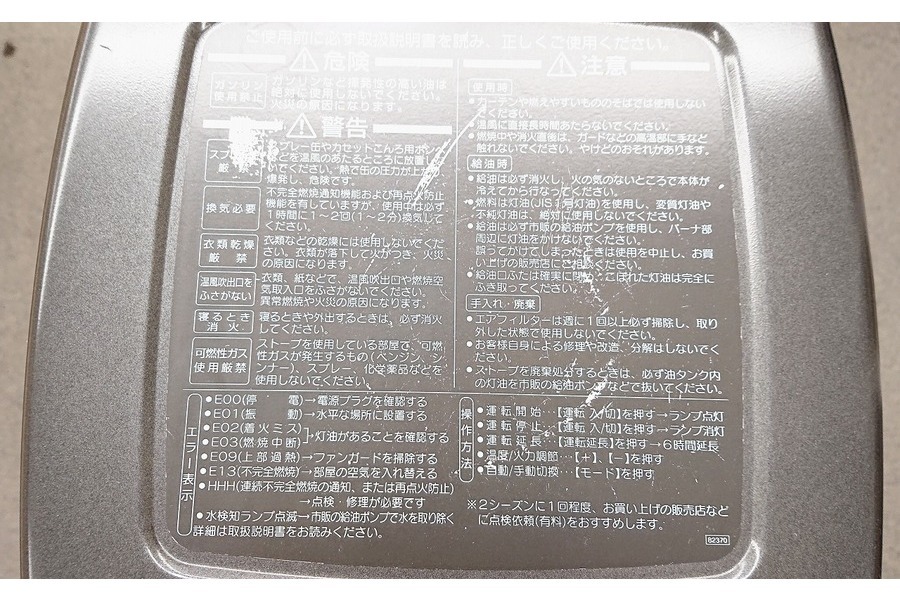 ご使用前に必ず取扱説明書を読み、正しくご使用ください。
危険
ガソリン
使用禁止
ガソリンなど揮発性の高い油は
絶対に使用しないでください。
火災の原因になります。
警告
スプ
厳禁
プレー缶やカセットこんろ用ボンベ
などを温風のあたるところに放置し
いでください。熱で缶の圧力が上が
爆発し、危険です。
換気必要
不完全燃焼通知機能および再点火防止
機能を有していますが、使用中は必ず
1時間に1〜2回(1〜2分)換気して
ください。
衣類乾燥
厳禁
衣類などの乾燥には使用しないでくだ
さい。衣類が落下して火がつき、火災
の原因になります。
温風吹出口を
ふさがない
衣類、紙などで、温風吹出口や燃焼空
気取入口をふさがないでください。
異常燃焼や火災の原因になります。
寝るとき
消火
寝るときや外出するときは、必ず消火
してください。
可燃性ガス
使用厳禁
ストーブを使用している部屋で、可燃
性ガスが発生するもの(ベンジン、シ
ンナー)、スプレー、化学薬品などを
使用しないでください。
注意
使用時
●カーテンや燃えやすいもののそばでは使用しない
でください。
●温風に直接長時間あたらないでください。
●燃焼中や消火直後は、ガードなどの高温部に手など
触れないでください。やけどのおそれがあります。
給油時
●給油は必ず消火し、火の気のないところで本体が
冷えてから行なってください。
●燃料は灯油(JIS1号灯油)を使用し、変質灯油や
不純灯油は、絶対に使用しないでください。
●給油は必ず市販の給油ポンプを使用し、バーナ部
周辺に灯油をかけないでください。
誤ってかけてしまったときは使用を中止し、お買
い上げの販売店にご相談ください。
●給油口ふたは確実に閉め、こぼれた灯油は完全に
ふき取ってください。
手入れ・廃棄
●エアフィルターは週に1回以上必ず掃除し、取り
外した状態で使用しないでください。
●お客様自身による修理や改造、分解はしないでく
ださい。
●ストーブを廃棄処分するときは、必ず油タンク内
の灯油を市販の給油ポンプなどで抜いてください。
エラー表示
●E00(停電)→電源プラグを確認する
●E01(振動)→水平な場所に設置する
●E02(着火ミス)
●E03(燃焼中断)
灯油があることを確認する
●E09(上部過熱)→ファンガードを掃除する
●E13(不完全燃焼)→部屋の空気を入れ替える
●HHH(連続不完全燃焼の通知、または再点火防止)
→点検・修理が必要です
●水検知ランプ点滅→市販の給油ポンプで水を取り除く
詳細は取扱説明書をお読みください。
操作方法
●運転開始…【運転 入/切】を押す→ランプ点灯
●運転停止…【運転 入/切】を押す→ランプ消灯
●運転延長…【運転延長】を押す→6時間延長
●温度/火力調節…【+】、【-】を押す
●自動/手動切換…【モード】を押す
※2シーズンに1回程度、お買い上げの販売店など
に点検依頼(有料)をおすすめします。
82370